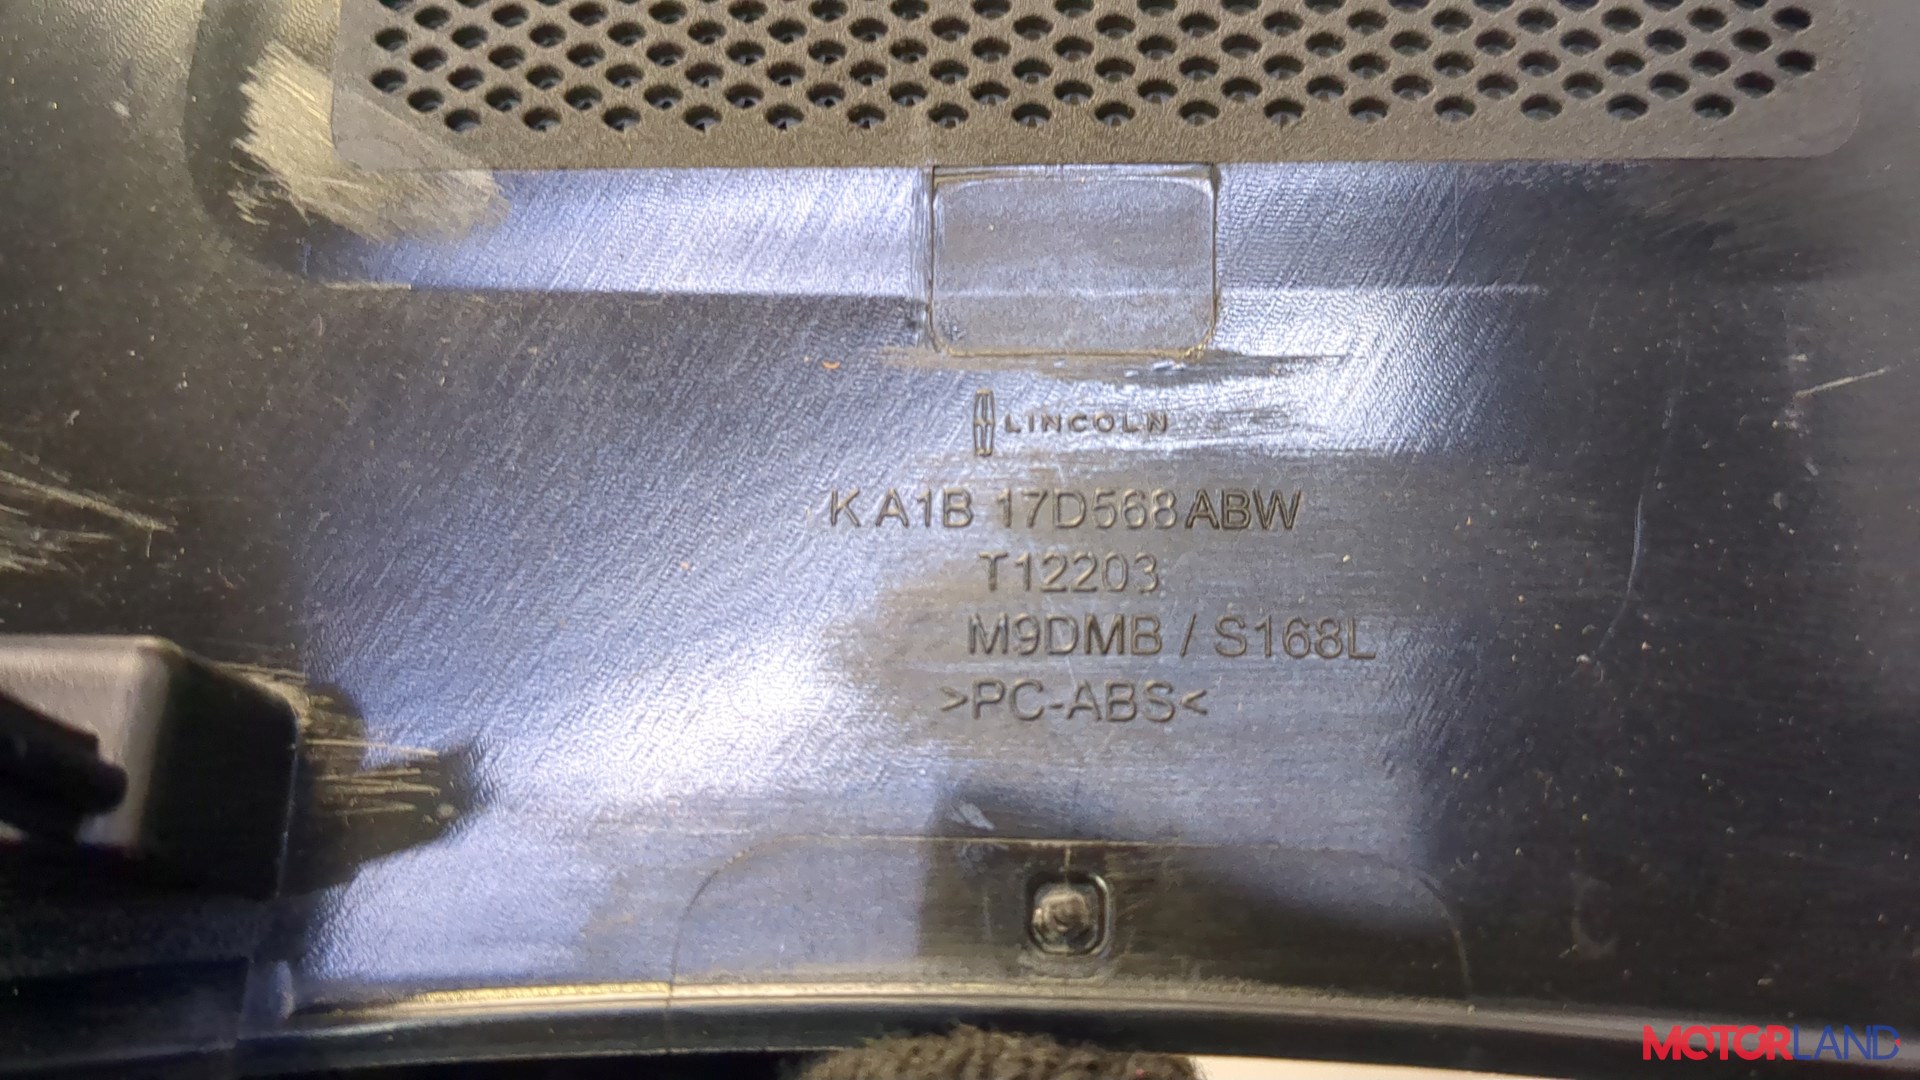 LINCOLN
KA1B 17D568ABW
T12203
M9DMB / S168L
>PC-ABS<
MOTORLAND